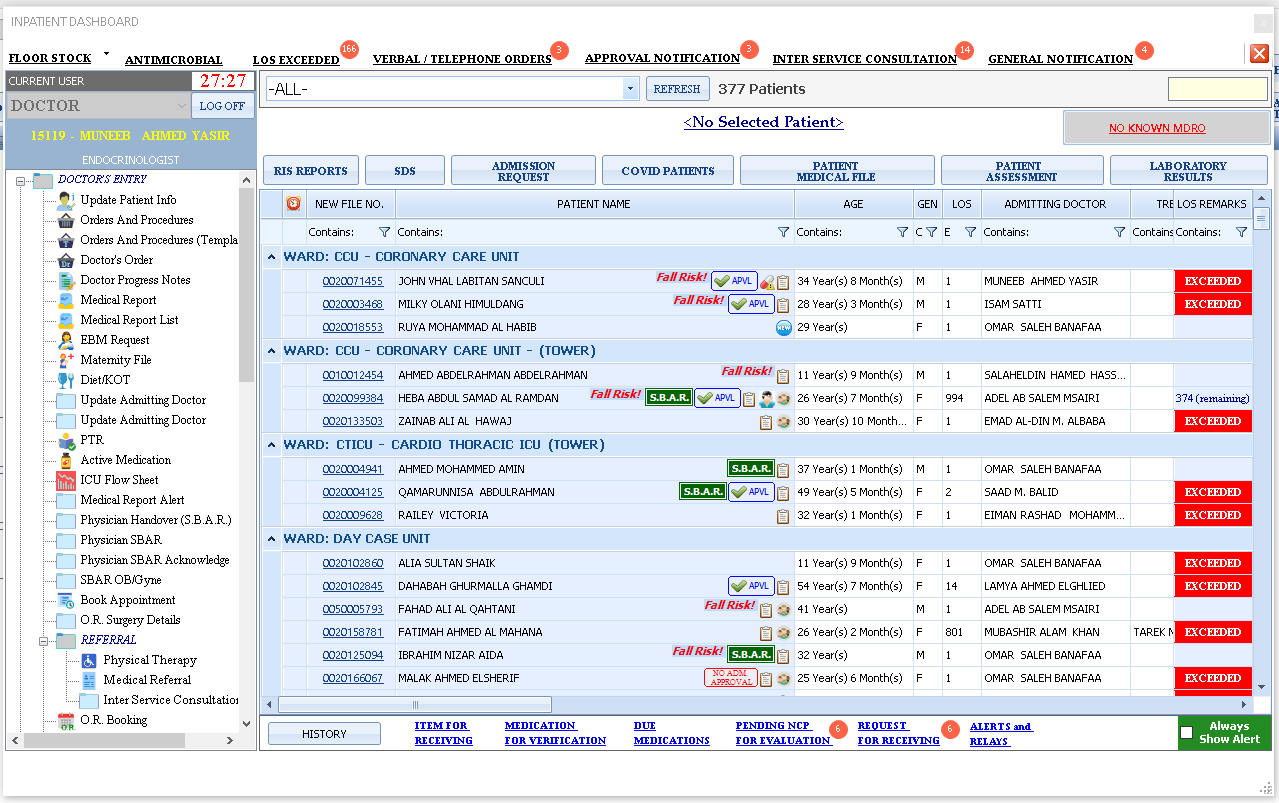 INPATIENT DASHBOARD
FLOOR STOCK
ANTIMICROBIAL
LOS EXCEEDED 166
VERBAL / TELEPHONE ORDERS 3
APPROVAL NOTIFICATION 3
INTER SERVICE CONSULTATION 14
GENERAL NOTIFICATION 4
CURRENT USER 27:27
DOCTOR LOG OFF
15119 - MUNEEB AHMED YASIR
ENDOCRINOLOGIST
-ALL- REFRESH 377 Patients
<No Selected Patient>
NO KNOWN MDRO
RIS REPORTS
SDS
ADMISSION
REQUEST
COVID PATIENTS
PATIENT
MEDICAL FILE
PATIENT
ASSESSMENT
LABORATORY
RESULTS
DOCTOR'S ENTRY
Update Patient Info
Orders And Procedures
Orders And Procedures (Templa
Doctor's Order
Doctor Progress Notes
Medical Report
Medical Report List
EBM Request
Maternity File
Diet/KOT
Update Admitting Doctor
Update Admitting Doctor
PTR
Active Medication
ICU Flow Sheet
Medical Report Alert
Physician Handover (S.B.A.R.)
Physician SBAR
Physician SBAR Acknowledge
SBAR OB/Gyne
Book Appointment
O.R. Surgery Details
REFERRAL
Physical Therapy
Medical Referral
Inter Service Consultation
O.R. Booking
NEW FILE NO. PATIENT NAME AGE GEN LOS ADMITTING DOCTOR TRE LOS REMARKS
Contains: Contains: Contains: C E Contains: Contains Contains:
WARD: CCU - CORONARY CARE UNIT
0020071455 JOHN VHAL LABITAN SANCULI Fall Risk! APVL 34 Year(s) 8 Month(s) M 1 MUNEEB AHMED YASIR EXCEEDED
0020003468 MILKY OLANI HIMULDANG Fall Risk! APVL 28 Year(s) 3 Month(s) M 1 ISAM SATTI EXCEEDED
0020018553 RUYA MOHAMMAD AL HABIB NEW 29 Year(s) F 1 OMAR SALEH BANAFAA
WARD: CCU - CORONARY CARE UNIT - (TOWER)
0010012454 AHMED ABDELRAHMAN ABDELRAHMAN Fall Risk! 11 Year(s) 9 Month(s) M 1 SALAHELDIN HAMED HASS...
0020099384 HEBA ABDUL SAMAD AL RAMDAN Fall Risk! S.B.A.R. APVL 26 Year(s) 7 Month(s) F 994 ADEL AB SALEM MSAIRI 374 (remaining)
0020133503 ZAINAB ALI AL HAWAJ 30 Year(s) 10 Month... F 1 EMAD AL-DIN M. ALBABA EXCEEDED
WARD: CTICU - CARDIO THORACIC ICU (TOWER)
0020004941 AHMED MOHAMMED AMIN S.B.A.R. 37 Year(s) 1 Month(s) M 1 OMAR SALEH BANAFAA
0020004125 QAMARUNNISA ABDULRAHMAN S.B.A.R. APVL 49 Year(s) 5 Month(s) F 2 SAAD M. BALID EXCEEDED
0020009628 RAILEY VICTORIA 32 Year(s) 1 Month(s) F 1 EIMAN RASHAD MOHAMM... EXCEEDED
WARD: DAY CASE UNIT
0020102860 ALIA SULTAN SHAIK 11 Year(s) 9 Month(s) F 1 OMAR SALEH BANAFAA EXCEEDED
0020102845 DAHABAH GHURMALLA GHAMDI APVL 54 Year(s) 7 Month(s) F 14 LAMYA AHMED ELGHLIED EXCEEDED
0050005793 FAHAD ALI AL QAHTANI Fall Risk! 41 Year(s) M 1 ADEL AB SALEM MSAIRI
0020158781 FATIMAH AHMED AL MAHANA 26 Year(s) 2 Month(s) F 801 MUBASHIR ALAM KHAN TAREK M EXCEEDED
0020125094 IBRAHIM NIZAR AIDA Fall Risk! S.B.A.R. 32 Year(s) M 1 OMAR SALEH BANAFAA
0020166067 MALAK AHMED ELSHERIF NO ADM. APPROVAL 25 Year(s) 6 Month(s) F 1 OMAR SALEH BANAFAA EXCEEDED
HISTORY
ITEM FOR
RECEIVING
MEDICATION
FOR VERIFICATION
DUE
MEDICATIONS
PENDING NCP
FOR EVALUATION 6
REQUEST
FOR RECEIVING 6
ALERTS and
RELAYS
Always
Show Alert